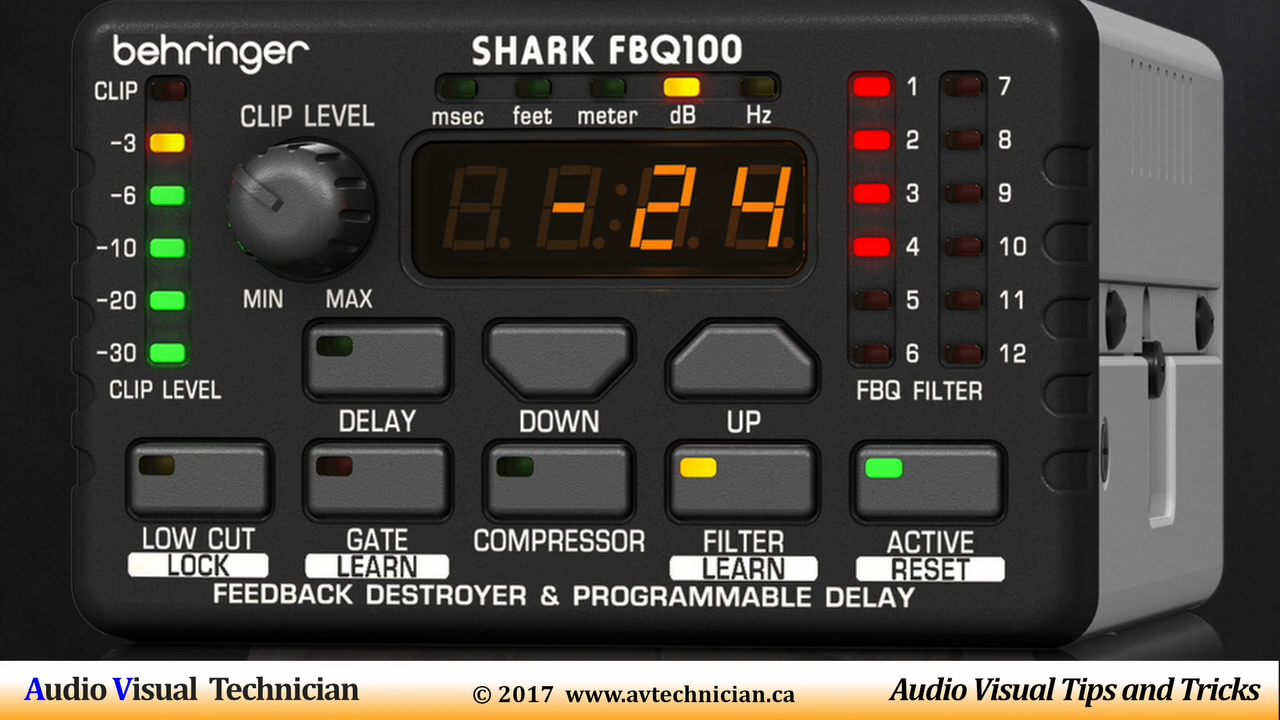 behringer
SHARK FBQ100
CLIP
-3
-6
-10
-20
-30
CLIP LEVEL
CLIP LEVEL
MIN MAX
msec feet meter dB Hz
-24
1 7
2 8
3 9
4 10
5 11
6 12
FBQ FILTER
DELAY DOWN UP
LOW CUT GATE COMPRESSOR FILTER ACTIVE
LOCK LEARN LEARN RESET
FEEDBACK DESTROYER & PROGRAMMABLE DELAY
Audio Visual Technician
© 2017 www.avtechnician.ca
Audio Visual Tips and Tricks